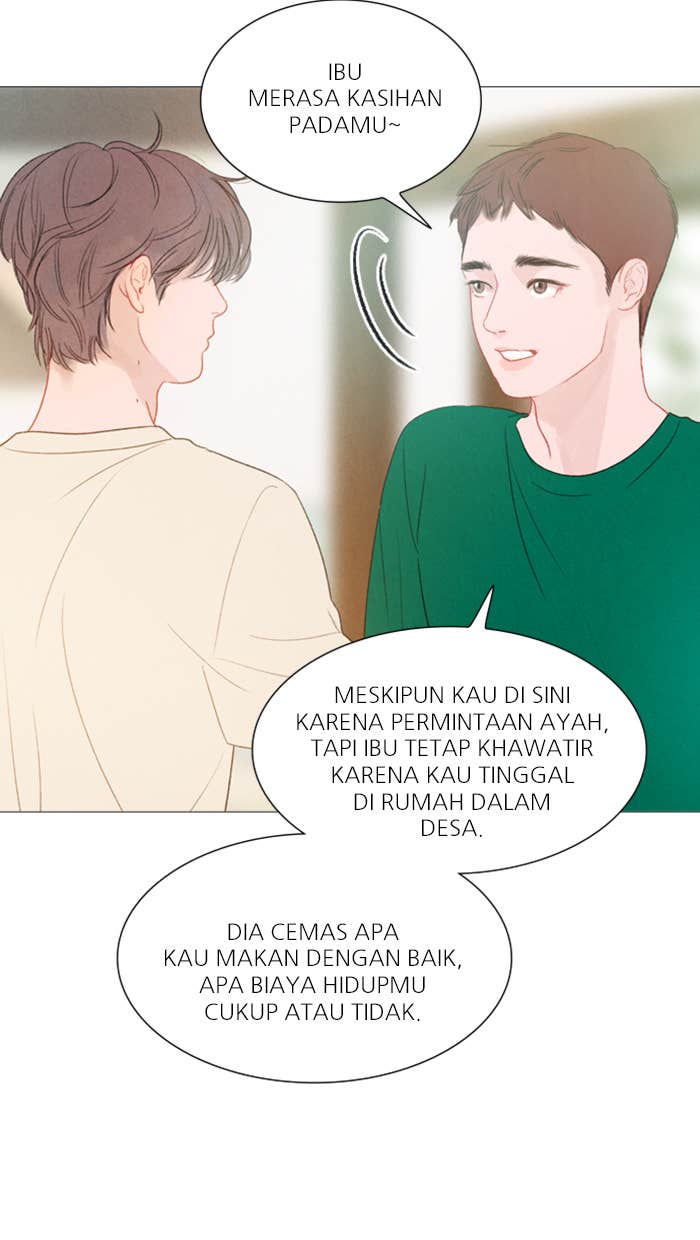 IBU
MERASA KASIHAN
PADAMU~
MESKIPUN KAU DI SINI
KARENA PERMINTAAN AYAH,
TAPI IBU TETAP KHAWATIR
KARENA KAU TINGGAL
DI RUMAH DALAM
DESA.
DIA CEMAS APA
KAU MAKAN DENGAN BAIK,
APA BIAYA HIDUPMU
CUKUP ATAU TIDAK.